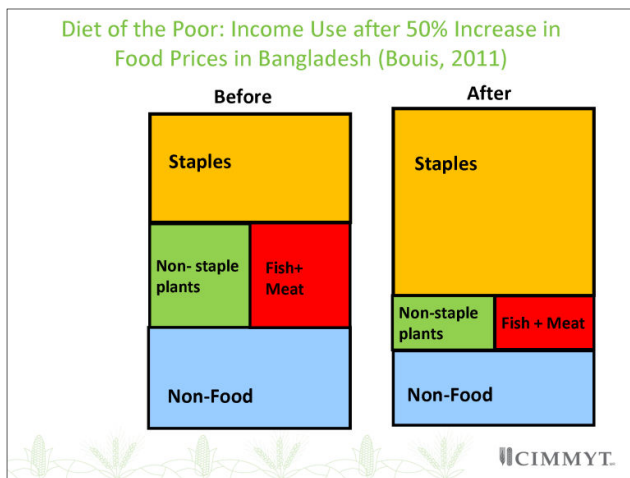 Diet of the Poor: Income Use after 50% Increase in
Food Prices in Bangladesh (Bouis, 2011)
Before
After
Staples
Staples
Non- staple
plants
Fish+
Meat
Non-staple
plants
Fish + Meat
Non-Food
Non-Food
CIMMYT